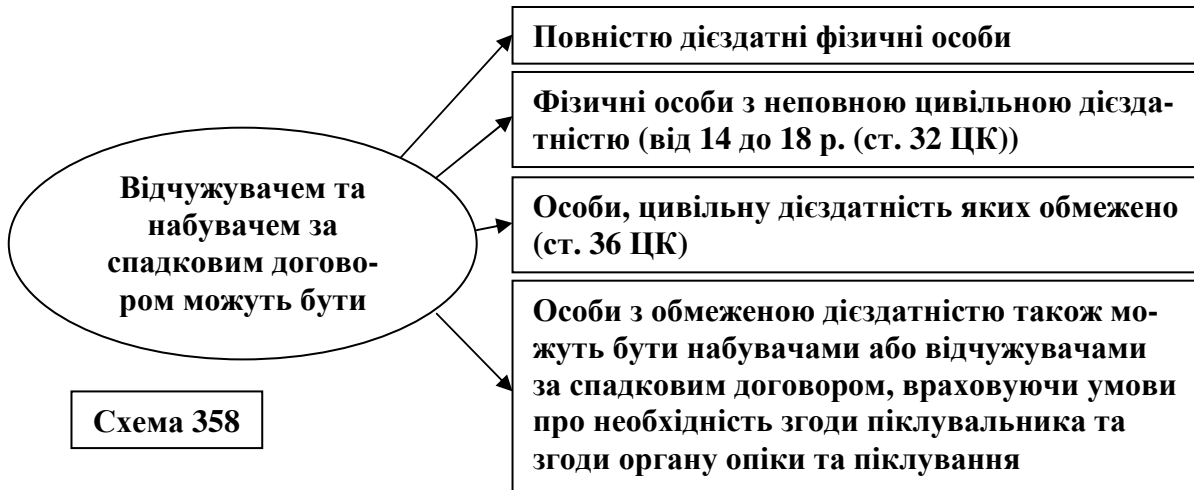 Відчужувачем та
набувачем за
спадковим догово-
ром можуть бути
Повністю дієздатні фізичні особи
Фізичні особи з неповною цивільною дієзда-
тністю (від 14 до 18 р. (ст. 32 ЦК))
Особи, цивільну дієздатність яких обмежено
(ст. 36 ЦК)
Особи з обмеженою дієздатністю також мо-
жуть бути набувачами або відчужувачами
за спадковим договором, враховуючи умови
про необхідність згоди піклувальника та
згоди органу опіки та піклування
Схема 358